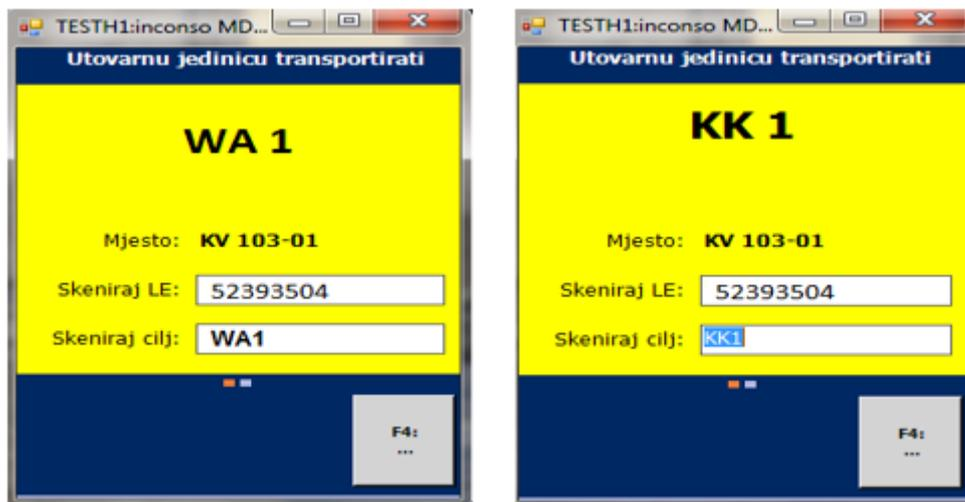 TESTH1:inconso MD...
Utovarnu jedinicu transportirati
WA 1
Mjesto: KV 103-01
Skeniraj LE: 52393504
Skeniraj cilj: WA1
F4:
...
TESTH1:inconso MD...
Utovarnu jedinicu transportirati
KK 1
Mjesto: KV 103-01
Skeniraj LE: 52393504
Skeniraj cilj: KK1
F4:
...